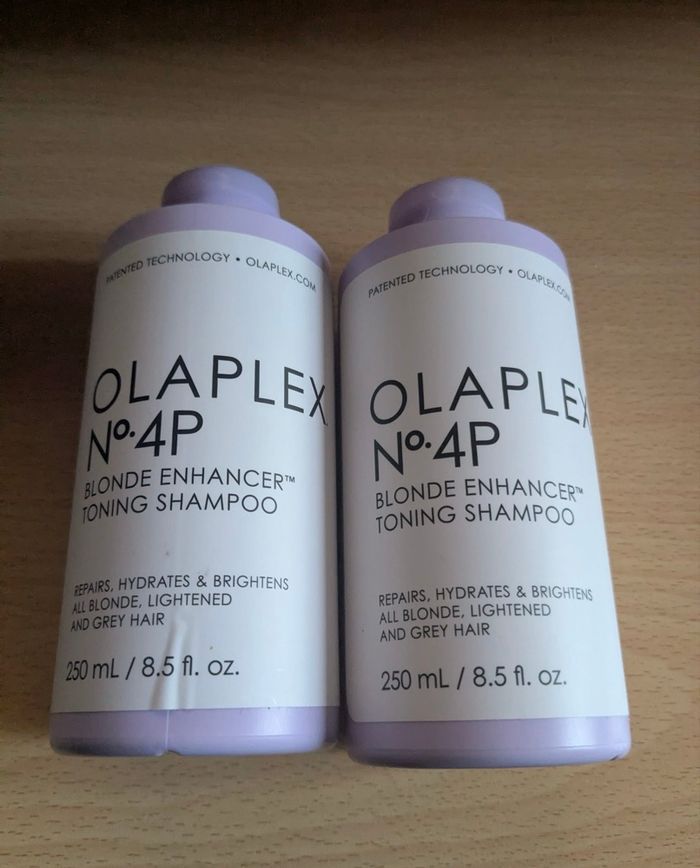 PATENTED TECHNOLOGY • OLAPLEX.COM
OLAPLEX
Nº.4P
BLONDE ENHANCER™
TONING SHAMPOO
REPAIRS, HYDRATES & BRIGHTENS
ALL BLONDE, LIGHTENED
AND GREY HAIR
250 mL / 8.5 fl. oz.
PATENTED TECHNOLOGY • OLAPLEX.COM
OLAPLEX
Nº.4P
BLONDE ENHANCER™
TONING SHAMPOO
REPAIRS, HYDRATES & BRIGHTENS
ALL BLONDE, LIGHTENED
AND GREY HAIR
250 mL / 8.5 fl. oz.